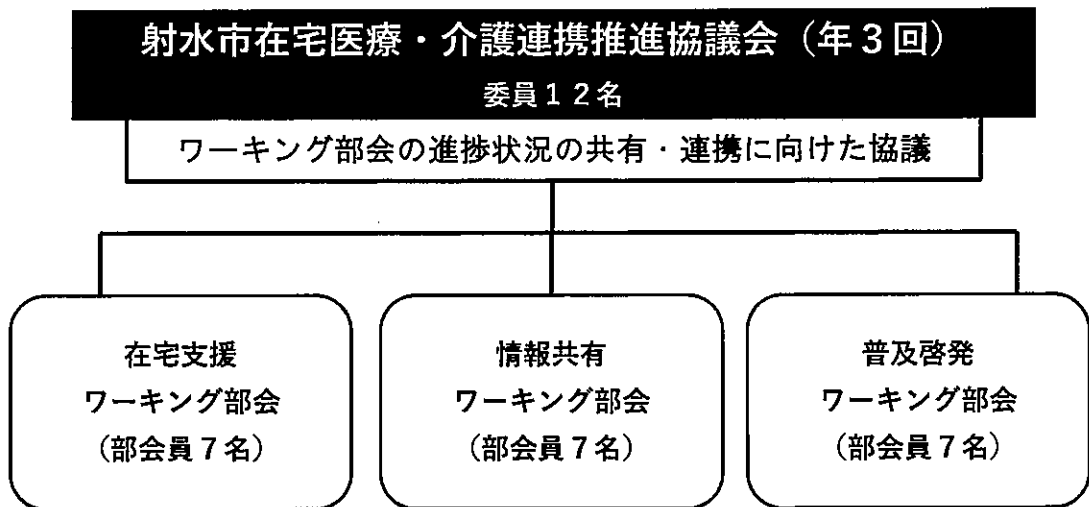 射水市在宅医療・介護連携推進協議会（年３回）
委員１２名
ワーキング部会の進捗状況の共有・連携に向けた協議
在宅支援
ワーキング部会
（部会員７名）
情報共有
ワーキング部会
（部会員７名）
普及啓発
ワーキング部会
（部会員７名）